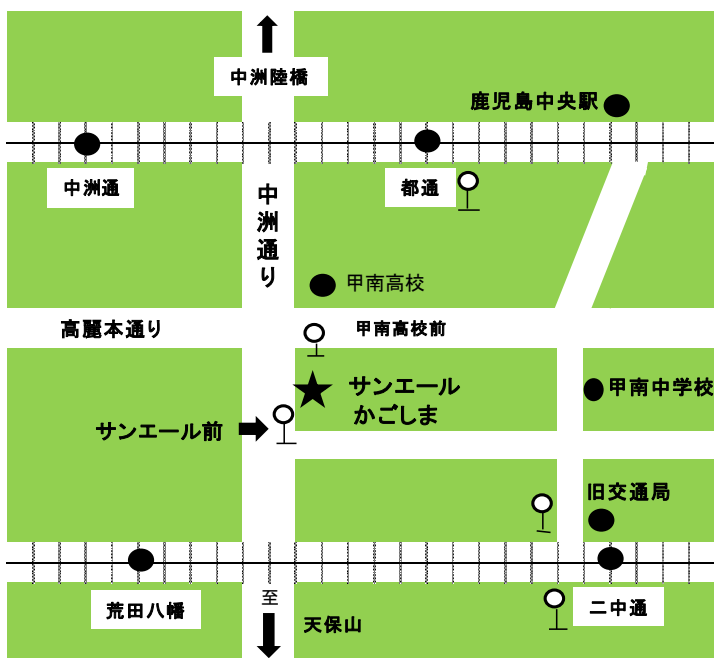 中洲陸橋
鹿児島中央駅
中洲通
都通
中洲通り
甲南高校
高麗本通り
甲南高校前
サンエール
かごしま
甲南中学校
サンエール前
旧交通局
荒田八幡
至
天保山
二中通